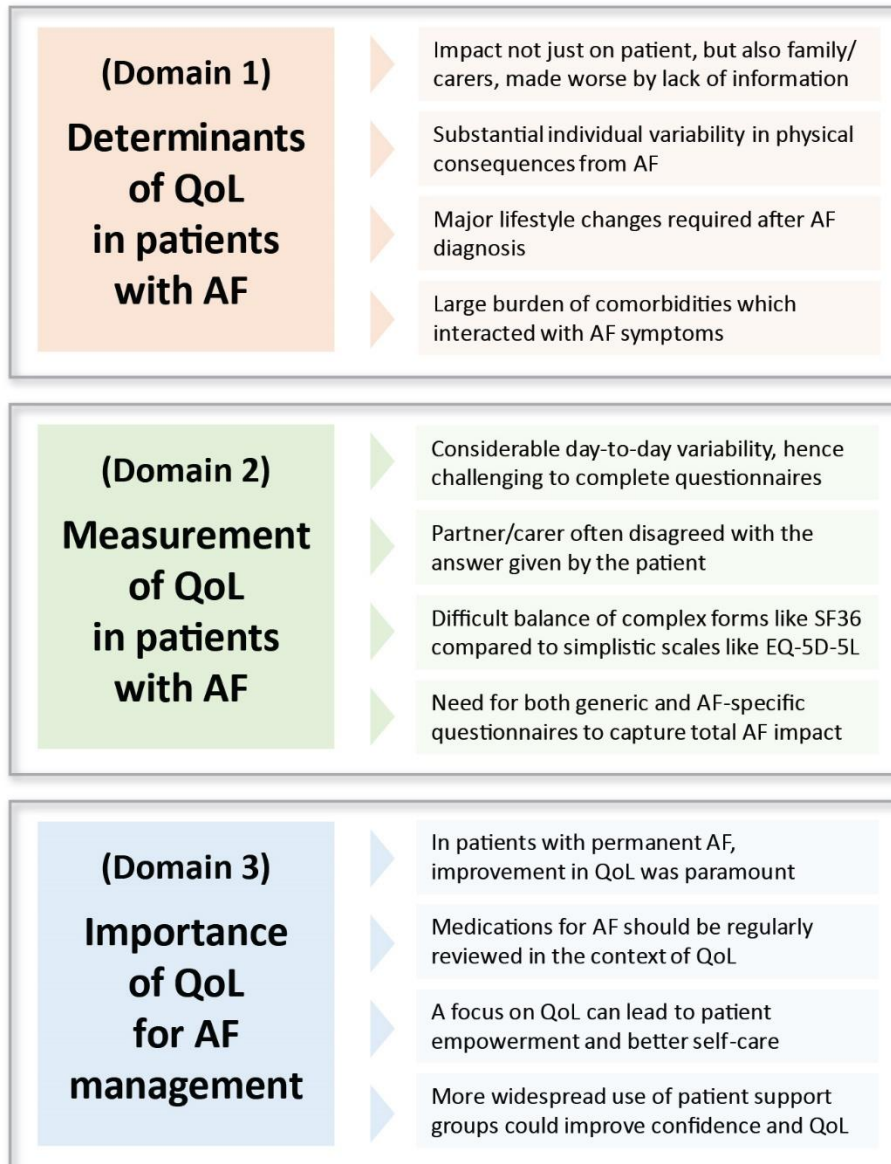 (Domain 1)
Determinants
of QoL
in patients
with AF
Impact not just on patient, but also family/
carers, made worse by lack of information
Substantial individual variability in physical
consequences from AF
Major lifestyle changes required after AF
diagnosis
Large burden of comorbidities which
interacted with AF symptoms
(Domain 2)
Measurement
of QoL
in patients
with AF
Considerable day-to-day variability, hence
challenging to complete questionnaires
Partner/carer often disagreed with the
answer given by the patient
Difficult balance of complex forms like SF36
compared to simplistic scales like EQ-5D-5L
Need for both generic and AF-specific
questionnaires to capture total AF impact
(Domain 3)
Importance
of QoL
for AF
management
In patients with permanent AF,
improvement in QoL was paramount
Medications for AF should be regularly
reviewed in the context of QoL
A focus on QoL can lead to patient
empowerment and better self-care
More widespread use of patient support
groups could improve confidence and QoL